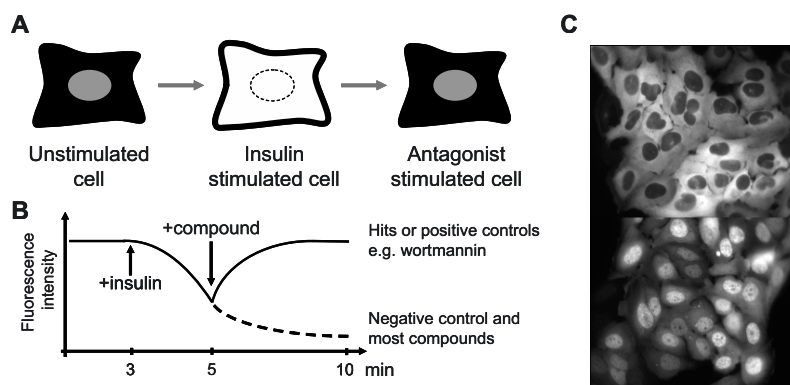 A
C
Unstimulated
cell
Insulin
stimulated cell
Antagonist
stimulated cell
B
Fluorescence
intensity
+compound
+insulin
Hits or positive controls
e.g. wortmannin
Negative control and
most compounds
3
5
10
min